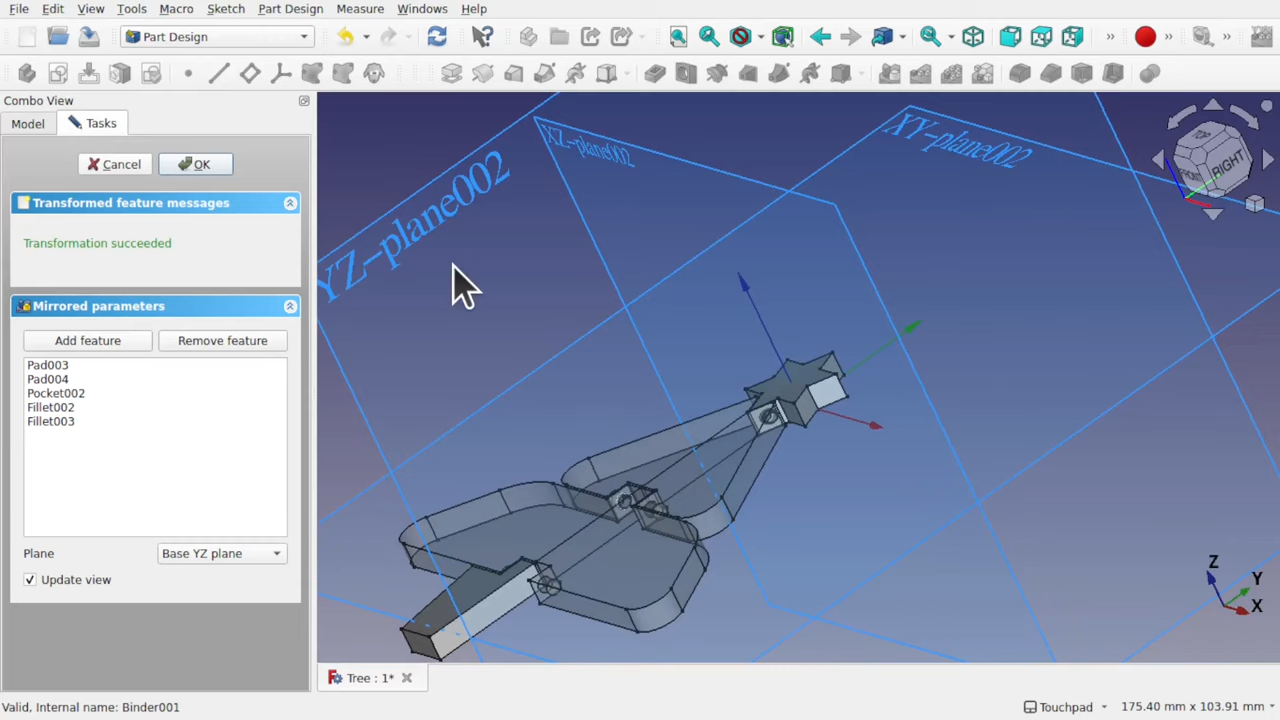 File Edit View Tools Macro Sketch Part Design Measure Windows Help
Part Design
Combo View
Model Tasks
Cancel OK
Transformed feature messages
Transformation succeeded
Mirrored parameters
Add feature Remove feature
Pad003
Pad004
Pocket002
Fillet002
Fillet003
Plane Base YZ plane
Update view
YZ-plane002
XZ-plane002
XY-plane002
TOP
FRONT
RIGHT
Z
Y
X
Tree : 1*
Valid, Internal name: Binder001 Touchpad 175.40 mm x 103.91 mm